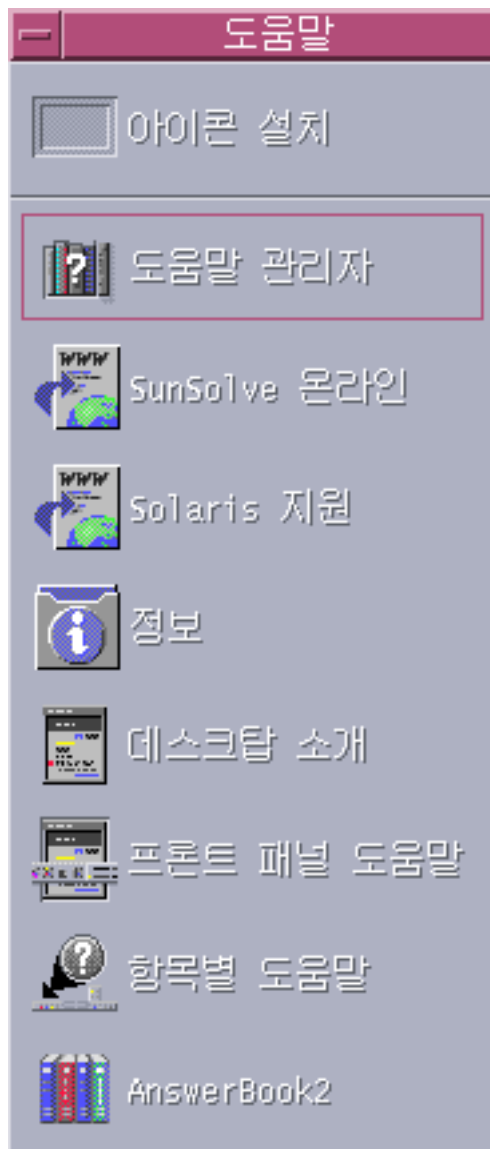 도움말
아이콘 설치
도움말 관리자
SunSolve 온라인
Solaris 지원
정보
데스크탑 소개
프론트 패널 도움말
항목별 도움말
AnswerBook2